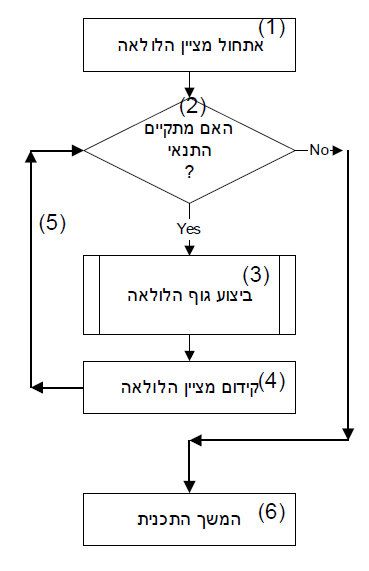 (1)
אתחול מציין הלולאה
(2)
האם מתקיים
התנאי
?
No
(5)
Yes
(3)
ביצוע גוף הלולאה
(4)
קידום מציין הלולאה
(6)
המשך התכנית